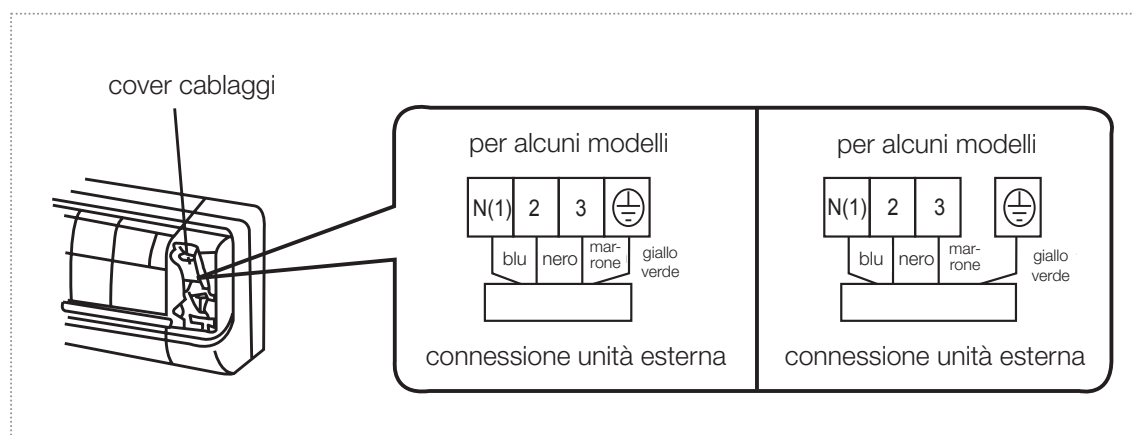 cover cablaggi
per alcuni modelli
N(1) 2 3
blu nero mar-
rone giallo
verde
connessione unità esterna
per alcuni modelli
N(1) 2 3
blu nero mar-
rone giallo
verde
connessione unità esterna